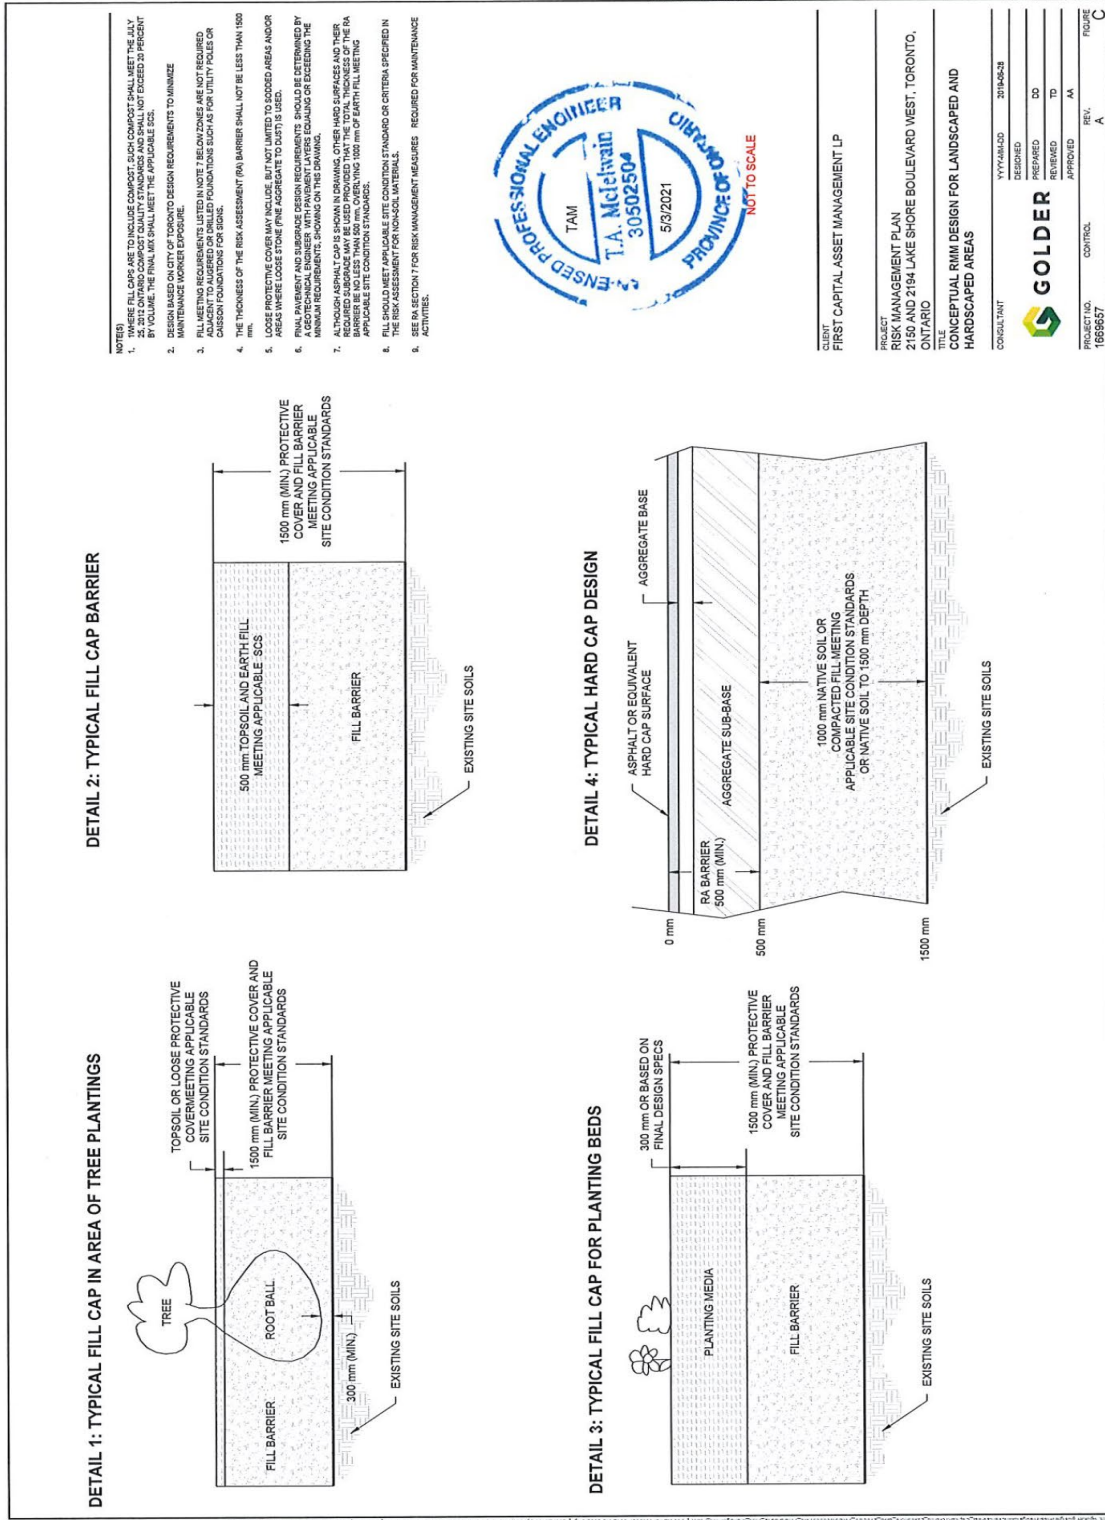 DETAIL 1: TYPICAL FILL CAP IN AREA OF TREE PLANTINGS
TREE
TOPSOIL OR LOOSE PROTECTIVE
COVERMEETING APPLICABLE
SITE CONDITION STANDARDS
FILL BARRIER
ROOT BALL
1500 mm (MIN.) PROTECTIVE COVER AND
FILL BARRIER MEETING APPLICABLE
SITE CONDITION STANDARDS
300 mm (MIN.)
EXISTING SITE SOILS
DETAIL 2: TYPICAL FILL CAP BARRIER
500 mm TOPSOIL AND EARTH FILL
MEETING APPLICABLE SCS
FILL BARRIER
1500 mm (MIN.) PROTECTIVE
COVER AND FILL BARRIER
MEETING APPLICABLE
SITE CONDITION STANDARDS
EXISTING SITE SOILS
DETAIL 3: TYPICAL FILL CAP FOR PLANTING BEDS
300 mm OR BASED ON
FINAL DESIGN SPECS
PLANTING MEDIA
FILL BARRIER
1500 mm (MIN.) PROTECTIVE
COVER AND FILL BARRIER
MEETING APPLICABLE
SITE CONDITION STANDARDS
EXISTING SITE SOILS
DETAIL 4: TYPICAL HARD CAP DESIGN
ASPHALT OR EQUIVALENT
HARD CAP SURFACE
AGGREGATE BASE
0 mm
RA BARRIER
500 mm (MIN.)
AGGREGATE SUB-BASE
500 mm
1000 mm NATIVE SOIL OR
COMPACTED FILL MEETING
APPLICABLE SITE CONDITION STANDARDS
OR NATIVE SOIL TO 1500 mm DEPTH
1500 mm
EXISTING SITE SOILS
NOTE(S)
1. 1WHERE FILL CAPS ARE TO INCLUDE COMPOST, SUCH COMPOST SHALL MEET THE JULY
25, 2012 ONTARIO COMPOST QUALITY STANDARDS AND SHALL NOT EXCEED 20 PERCENT
BY VOLUME. THE FINAL MIX SHALL MEET THE APPLICABLE SCS.
2. DESIGN BASED ON CITY OF TORONTO DESIGN REQUIREMENTS TO MINIMIZE
MAINTENANCE WORKER EXPOSURE.
3. FILL MEETING REQUIREMENTS LISTED IN NOTE 7 BELOW ZONES ARE NOT REQUIRED
ADJACENT TO AUGERED OR DRILLED FOUNDATIONS SUCH AS FOR UTILITY POLES OR
CAISSON FOUNDATIONS FOR SIGNS.
4. THE THICKNESS OF THE RISK ASSESSMENT (RA) BARRIER SHALL NOT BE LESS THAN 1500
mm.
5. LOOSE PROTECTIVE COVER MAY INCLUDE, BUT NOT LIMITED TO SODDED AREAS AND/OR
AREAS WHERE LOOSE STONE (FINE AGGREGATE TO DUST) IS USED.
6. FINAL PAVEMENT AND SUBGRADE DESIGN REQUIREMENTS SHOULD BE DETERMINED BY
A GEOTECHNICAL ENGINEER WITH PAVEMENT LAYERS EQUALING OR EXCEEDING THE
MINIMUM REQUIREMENTS, SHOWING ON THIS DRAWING.
7. ALTHOUGH ASPHALT CAP IS SHOWN IN DRAWING, OTHER HARD SURFACES AND THEIR
REQUIRED SUBGRADE MAY BE USED PROVIDED THAT THE TOTAL THICKNESS OF THE RA
BARRIER BE NO LESS THAN 500 mm, OVERLYING 1000 mm OF EARTH FILL MEETING
APPLICABLE SITE CONDITION STANDARDS.
8. FILL SHOULD MEET APPLICABLE SITE CONDITION STANDARD OR CRITERIA SPECIFIED IN
THE RISK ASSESSMENT FOR NON-SOIL MATERIALS.
9. SEE RA SECTION 7 FOR RISK MANAGEMENT MEASURES REQUIRED FOR MAINTENANCE
ACTIVITIES.
PROFESSIONAL ENGINEER
TAM
T.A. McIelwain
30502504
5/3/2021
PROVINCE OF ONTARIO
NOT TO SCALE
CLIENT
FIRST CAPITAL ASSET MANAGEMENT LP
PROJECT
RISK MANAGEMENT PLAN
2150 AND 2194 LAKE SHORE BOULEVARD WEST, TORONTO,
ONTARIO
TITLE
CONCEPTUAL RMM DESIGN FOR LANDSCAPED AND
HARDSCAPED AREAS
CONSULTANT
GOLDER
YYYY-MM-DD 2019-06-28
DESIGNED
PREPARED DD
REVIEWED TD
APPROVED AA
PROJECT NO. CONTROL REV. FIGURE
1669657 A C